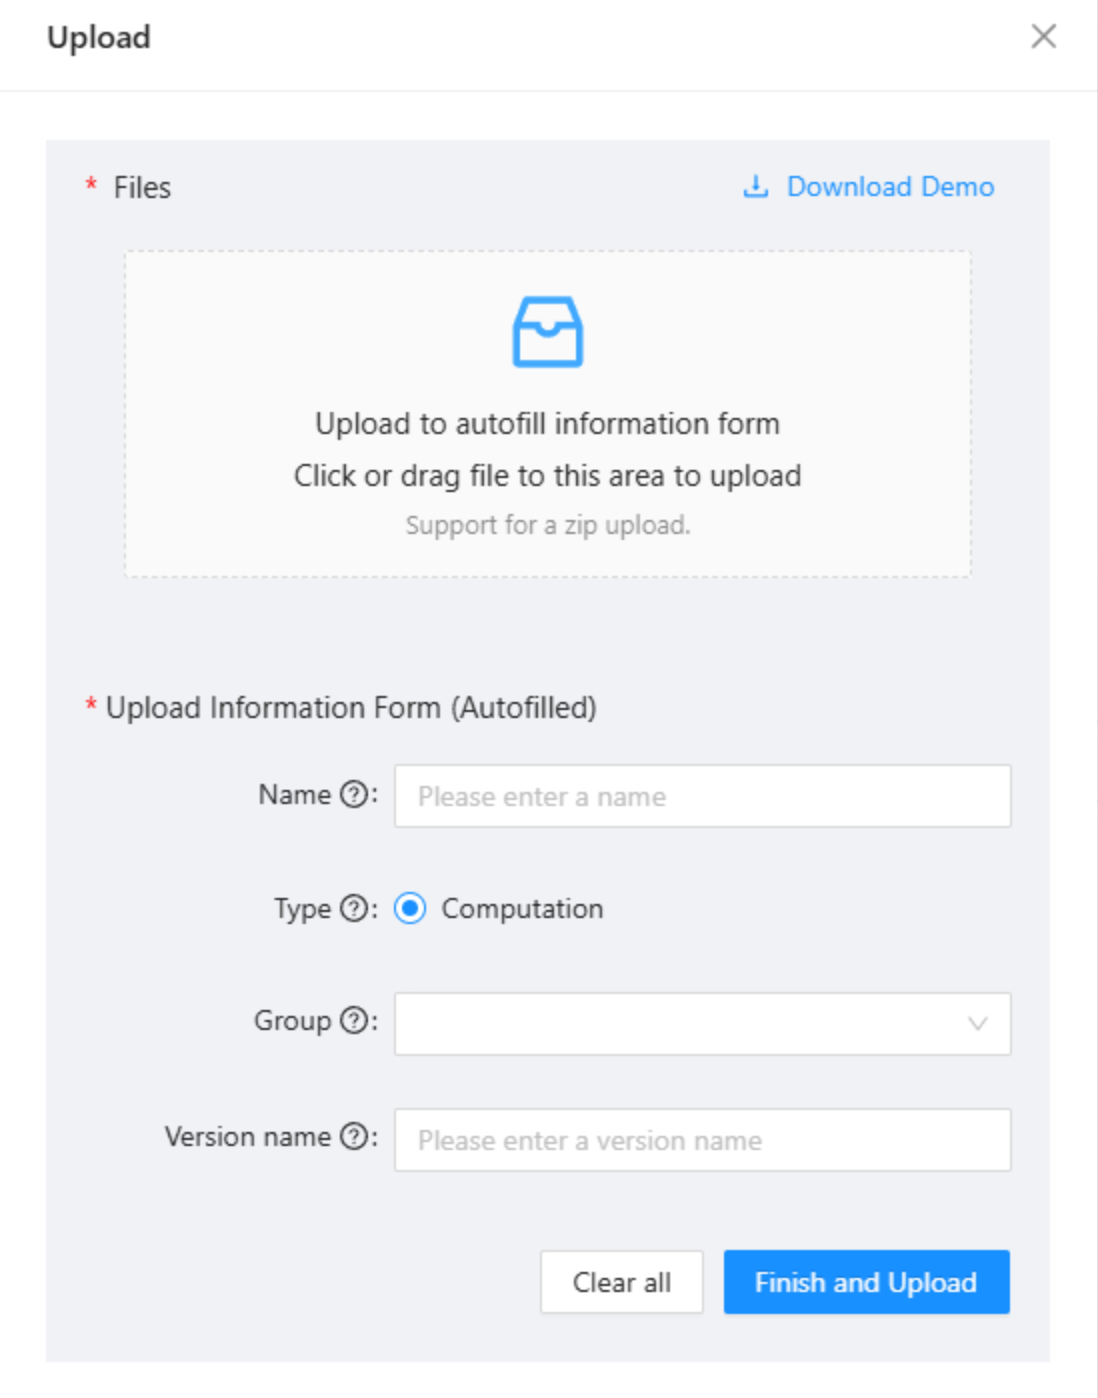 Upload
* Files
Download Demo
Upload to autofill information form
Click or drag file to this area to upload
Support for a zip upload.
* Upload Information Form (Autofilled)
Name ?: Please enter a name
Type ?: Computation
Group ?:
Version name ?: Please enter a version name
Clear all
Finish and Upload